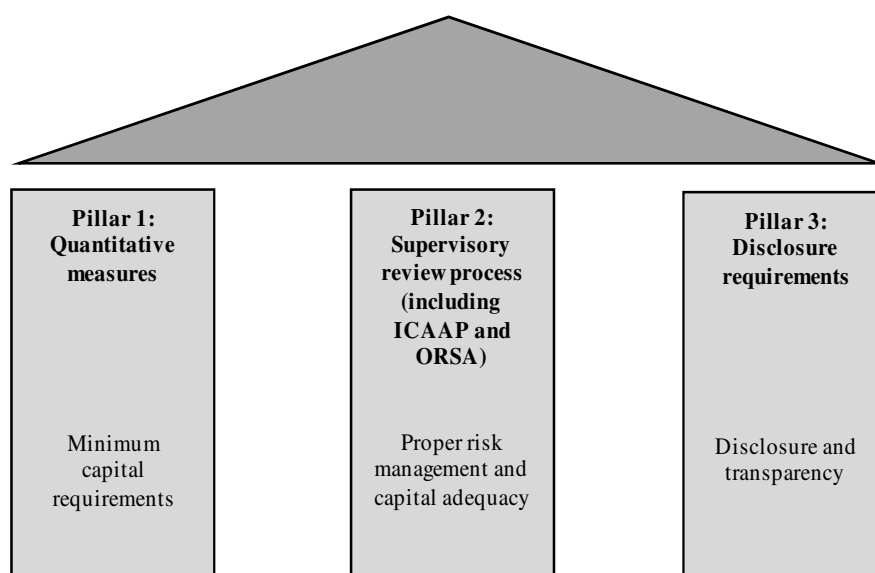 Pillar 1:
Quantitative
measures
Minimum
capital
requirements
Pillar 2:
Supervisory
review process
(including
ICAAP and
ORSA)
Proper risk
management and
capital adequacy
Pillar 3:
Disclosure
requirements
Disclosure and
transparency